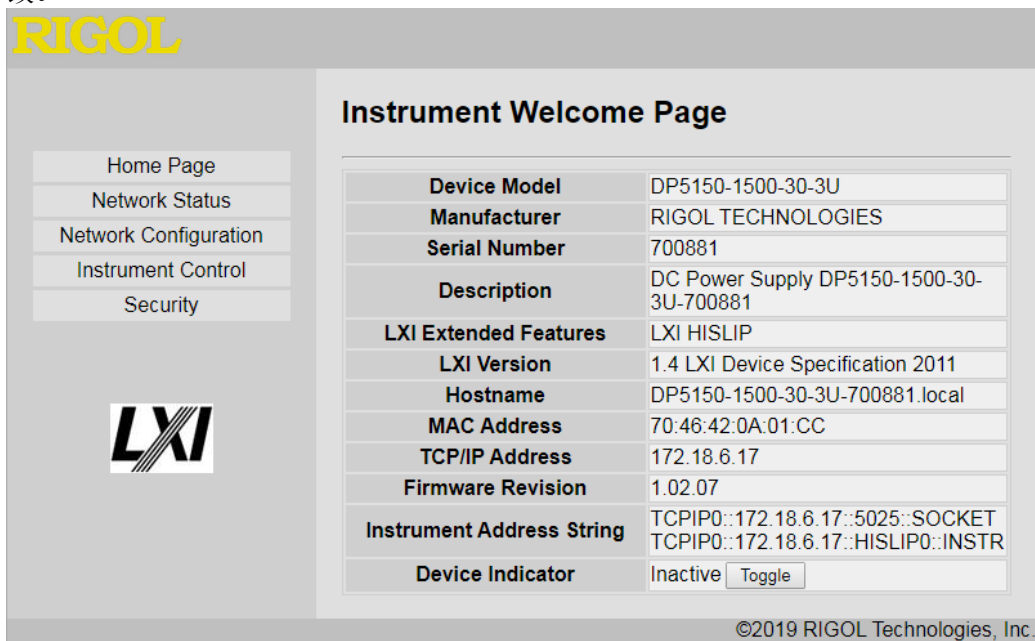 RIGOL
Instrument Welcome Page
Home Page
Network Status
Network Configuration
Instrument Control
Security
LXI
Device Model DP5150-1500-30-3U
Manufacturer RIGOL TECHNOLOGIES
Serial Number 700881
Description DC Power Supply DP5150-1500-30-
3U-700881
LXI Extended Features LXI HISLIP
LXI Version 1.4 LXI Device Specification 2011
Hostname DP5150-1500-30-3U-700881.local
MAC Address 70:46:42:0A:01:CC
TCP/IP Address 172.18.6.17
Firmware Revision 1.02.07
Instrument Address String TCPIP0::172.18.6.17::5025::SOCKET
TCPIP0::172.18.6.17::HISLIP0::INSTR
Device Indicator Inactive Toggle
©2019 RIGOL Technologies, Inc.